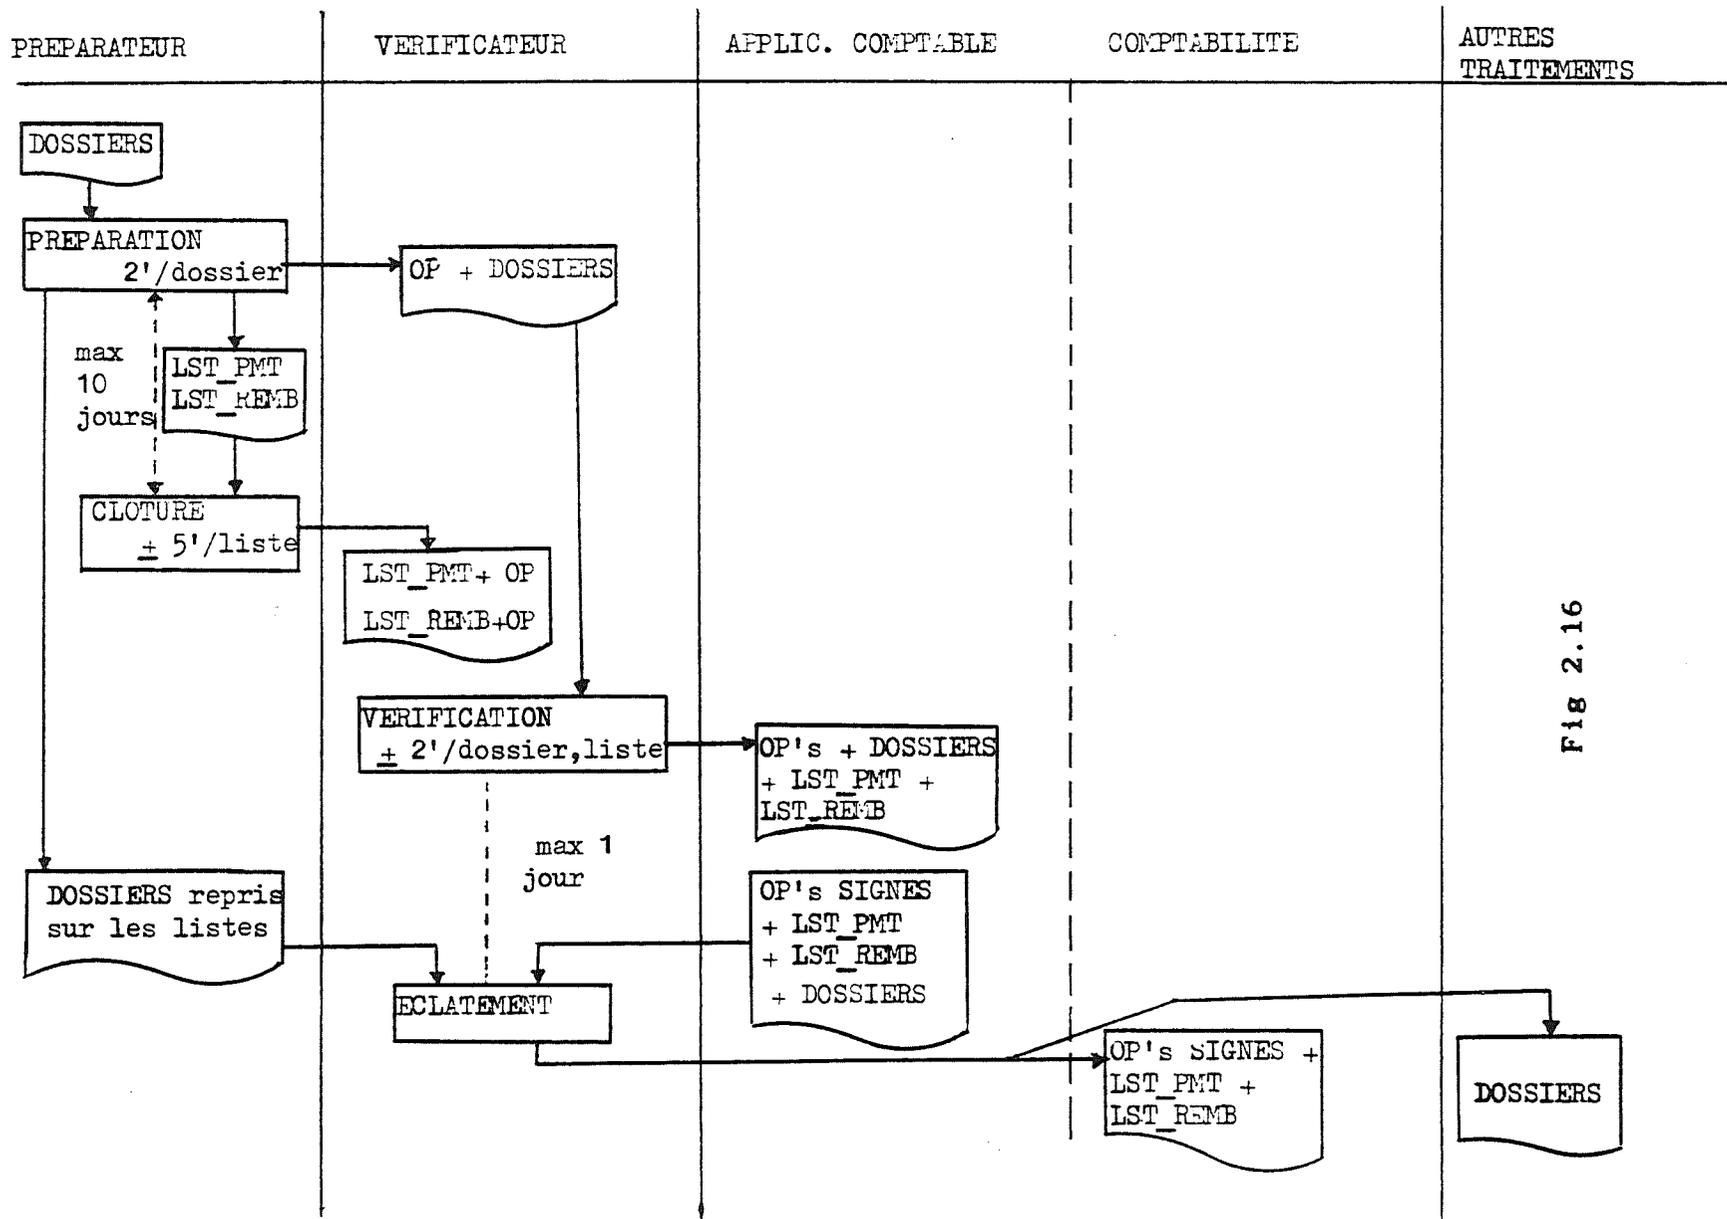 PREPARATEUR
VERIFICATEUR
APPLIC. COMPTABLE
COMPTABILITE
AUTRES
TRAITEMENTS
DOSSIERS
PREPARATION
2'/dossier
OP + DOSSIERS
max
10
jours
LST_PMT
LST_REMB
CLOTURE
± 5'/liste
LST_PMT+ OP
LST_REMB+OP
VERIFICATION
± 2'/dossier,liste
OP's + DOSSIERS
+ LST_PMT +
LST_REMB
max 1
jour
DOSSIERS repris
sur les listes
OP's SIGNES
+ LST_PMT
+ LST_REMB
+ DOSSIERS
ECLATEMENT
OP's SIGNES +
LST_PMT +
LST_REMB
DOSSIERS
Fig 2.16